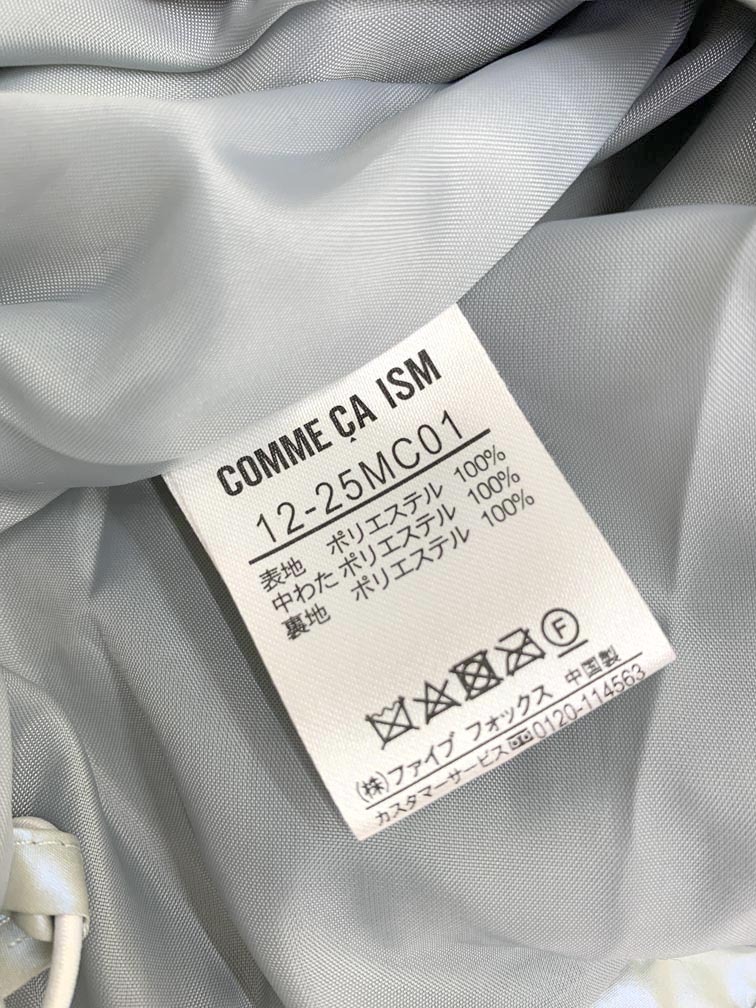 COMME ÇA ISM
12-25MC01
表地 ポリエステル 100%
中わた ポリエステル 100%
裏地 ポリエステル 100%
F
(株)ファイブ フォックス 中国製
カスタマーサービス 0120-114563